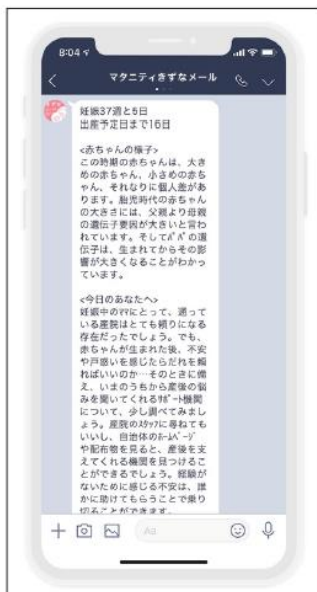 8:04
マタニティきずなメール
妊娠37週と5日
出産予定日まで16日
<赤ちゃんの様子>
この時期の赤ちゃんは、大き
めの赤ちゃん、小さめの赤ち
ゃん、それなりに個人差があ
ります。胎児時代の赤ちゃん
の大きさには、父親より母親
の遺伝子要因が大きいと言わ
れています。そしてパパの遺
伝子は、生まれてからその影
響が大きくなることがわかっ
ています。
<今日のあなたへ>
妊娠中のママにとって、通って
いる産院はとても頼りになる
存在だったでしょう。でも、
赤ちゃんが生まれた後、不安
や戸惑いを感じたらだれを頼
ればいいのか…そのときに備
え、いまのうちから産後の悩
みを聞いてくれるサポート機関
について、少し調べてみまし
ょう。産院のスタッフに尋ねても
いいし、自治体のホームページ
や配布物を見ると、産後を支
えてくれる機関を見つけるこ
とができるでしょう。経験が
ないために感じる不安は、誰
かに助けてもらうことで乗り
切ることができます。
Aa